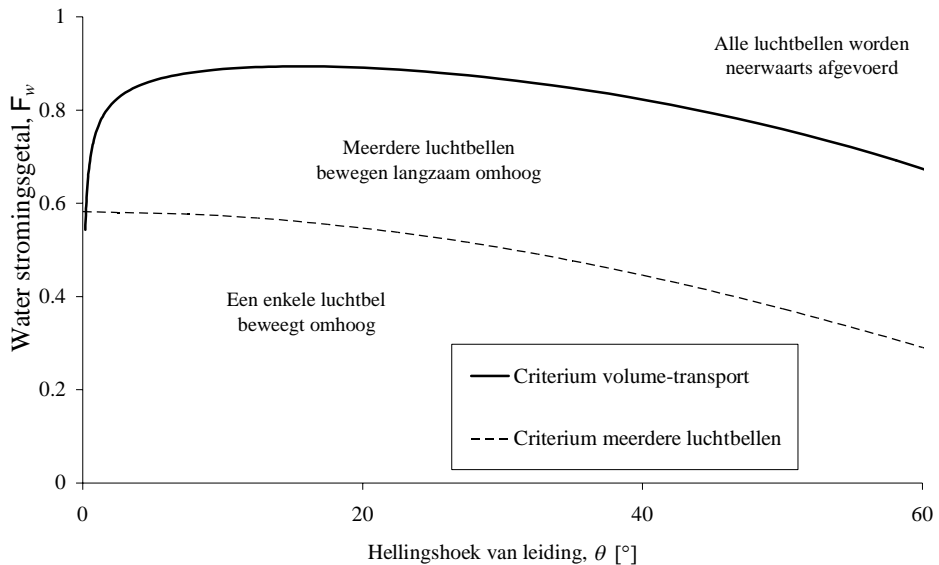 1
0.8
0.6
0.4
0.2
0
Water stromingsgetal, Fw
Alle luchtbellen worden
neerwaarts afgevoerd
Meerdere luchtbellen
bewegen langzaam omhoog
Een enkele luchtbel
beweegt omhoog
Criterium volume-transport
Criterium meerdere luchtbellen
0
20
40
60
Hellingshoek van leiding, θ [°]